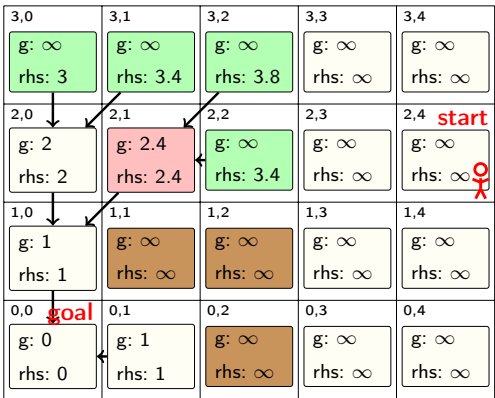 3,0 3,1 3,2 3,3 3,4
g: ∞ g: ∞ g: ∞ g: ∞ g: ∞
rhs: 3 rhs: 3.4 rhs: 3.8 rhs: ∞ rhs: ∞
2,0 2,1 2,2 2,3 2,4
start
g: 2 g: 2.4 g: ∞ g: ∞ g: ∞
rhs: 2 rhs: 2.4 rhs: 3.4 rhs: ∞ rhs: ∞
1,0 1,1 1,2 1,3 1,4
g: 1 g: ∞ g: ∞ g: ∞ g: ∞
rhs: 1 rhs: ∞ rhs: ∞ rhs: ∞ rhs: ∞
0,0 0,1 0,2 0,3 0,4
goal
g: 0 g: 1 g: ∞ g: ∞ g: ∞
rhs: 0 rhs: 1 rhs: ∞ rhs: ∞ rhs: ∞